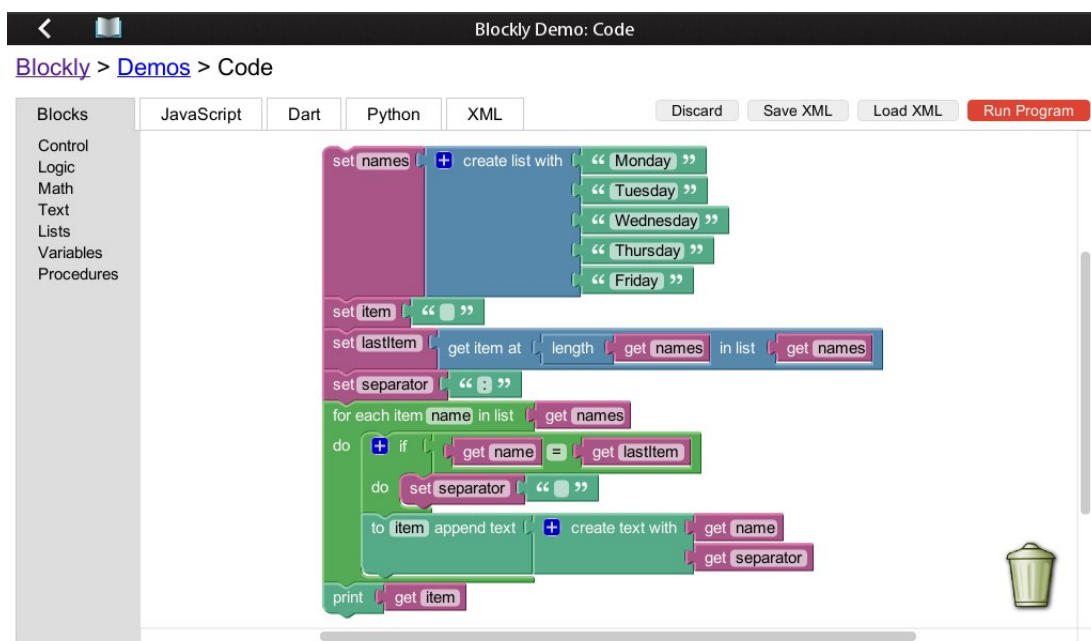 Blockly Demo: Code
Blockly > Demos > Code
Blocks JavaScript Dart Python XML Discard Save XML Load XML Run Program
Control
Logic
Math
Text
Lists
Variables
Procedures
set names create list with “ Monday ”
“ Tuesday ”
“ Wednesday ”
“ Thursday ”
“ Friday ”
set item “ ”
set lastItem get item at length get names in list get names
set separator “ : ”
for each item name in list get names
do if get name = get lastItem
do set separator “ ”
to item append text create text with get name
get separator
print get item